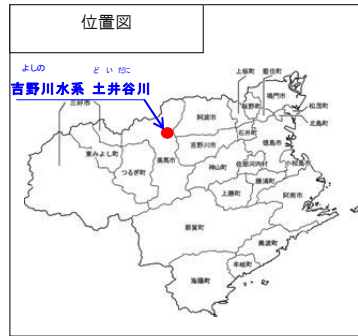 位置図
よしの どいだに
吉野川水系 土井谷川
上板町 藍住町
鳴門市
三好市 阿波市 板野町 松茂町
北島町
石井町
吉野川市 徳島市
東みよし町 美馬市
神山町 佐那河内村 小松島市
つるぎ町
上勝町 勝浦町
阿南市
那賀町
美波町
牟岐町
海陽町